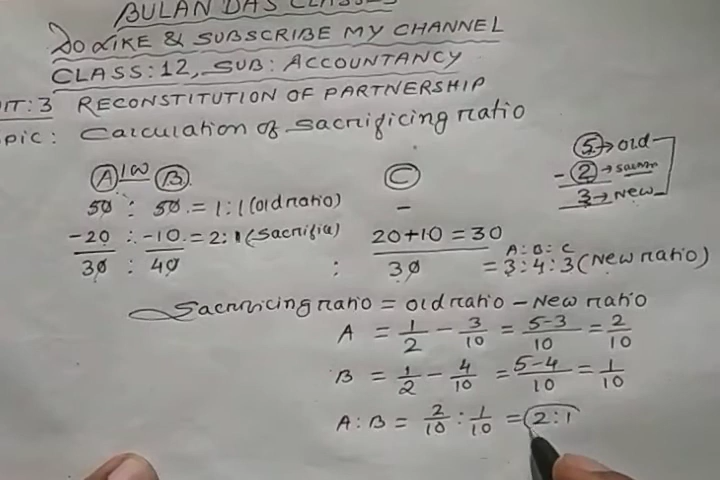 BULAN DAS CLASSES
DO LIKE & SUBSCRIBE MY CHANNEL
CLASS: 12, SUB: ACCOUNTANCY
IT: 3 RECONSTITUTION OF PARTNERSHIP
PIC: Calculation of Sacrificing ratio
A 100 B C
50 : 50 = 1:1 (Old ratio) -
-20 : -10 = 2:1 (Sacrifice) 20+10 = 30
30 : 40 : 30 = 3:4:3 (New ratio)
A: B: C
5 → Old
- 2 →
3 → New
Sacrificing ratio = Old ratio - New ratio
A = 1/2 - 3/10 = 5-3/10 = 2/10
B = 1/2 - 4/10 = 5-4/10 = 1/10
A:B = 2/10 : 1/10 = 2:1